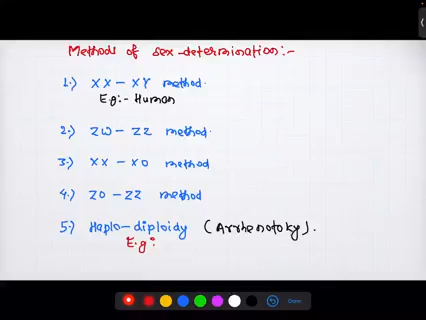 Methods of sex-determination:-
1.) XX - XY method.
E.g:- Human
2.) ZW - ZZ method.
3.) XX - XO method
4.) ZO - ZZ method
5.) Haplo-diploidy (Arrhenotoky).
E.g:
Done